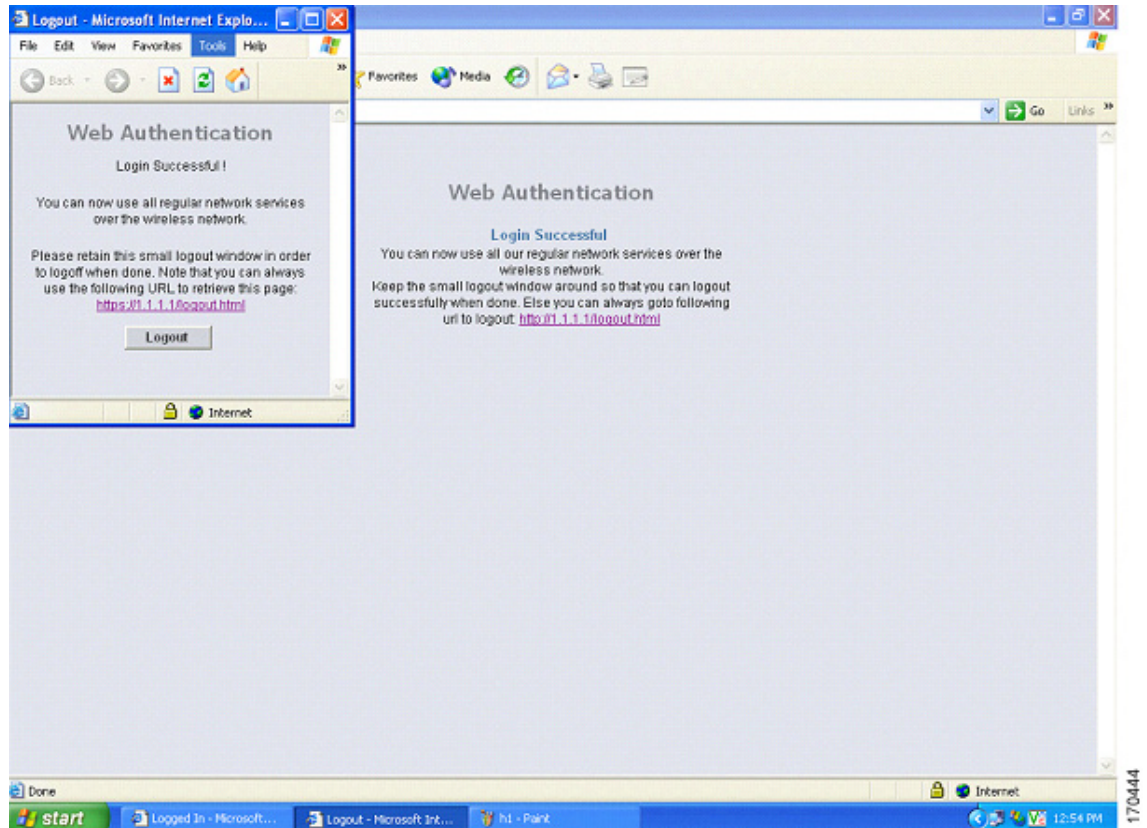 Logout - Microsoft Internet Explo...
File Edit View Favorites Tools Help
Back
Favorites Media
Go Links
Web Authentication
Login Successful !
You can now use all regular network services
over the wireless network.
Please retain this small logout window in order
to logoff when done. Note that you can always
use the following URL to retrieve this page:
https://1.1.1.1/logout.html
Logout
Internet
Web Authentication
Login Successful
You can now use all our regular network services over the
wireless network.
Keep the small logout window around so that you can logout
successfully when done. Else you can always goto following
url to logout: http://1.1.1.1/logout.html
Done
Internet
start
Logged In - Microsoft...
Logout - Microsoft Int...
h1 - Paint
12:54 PM
170444